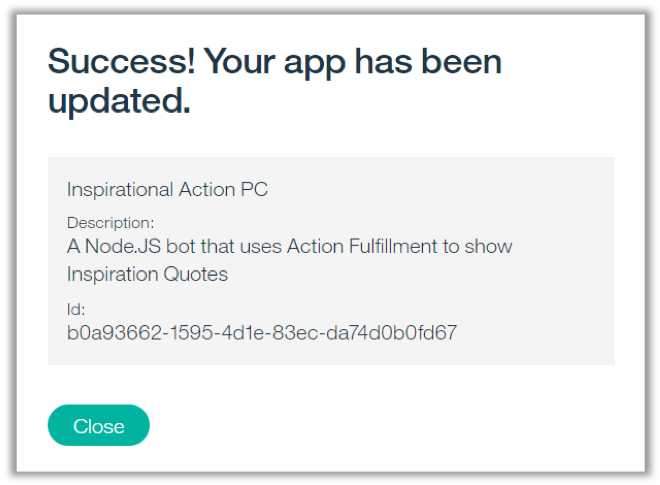 Success! Your app has been
updated.
Inspirational Action PC
Description:
A Node.JS bot that uses Action Fulfillment to show
Inspiration Quotes
Id:
b0a93662-1595-4d1e-83ec-da74d0b0fd67
Close